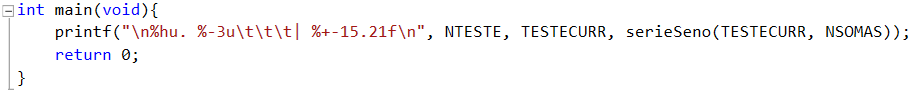 int main(void){
    printf("\n%hu. %-3u\t\t\t| %+-15.21f\n", NTESTE, TESTECURR, serieSeno(TESTECURR, NSOMAS));
    return 0;
}